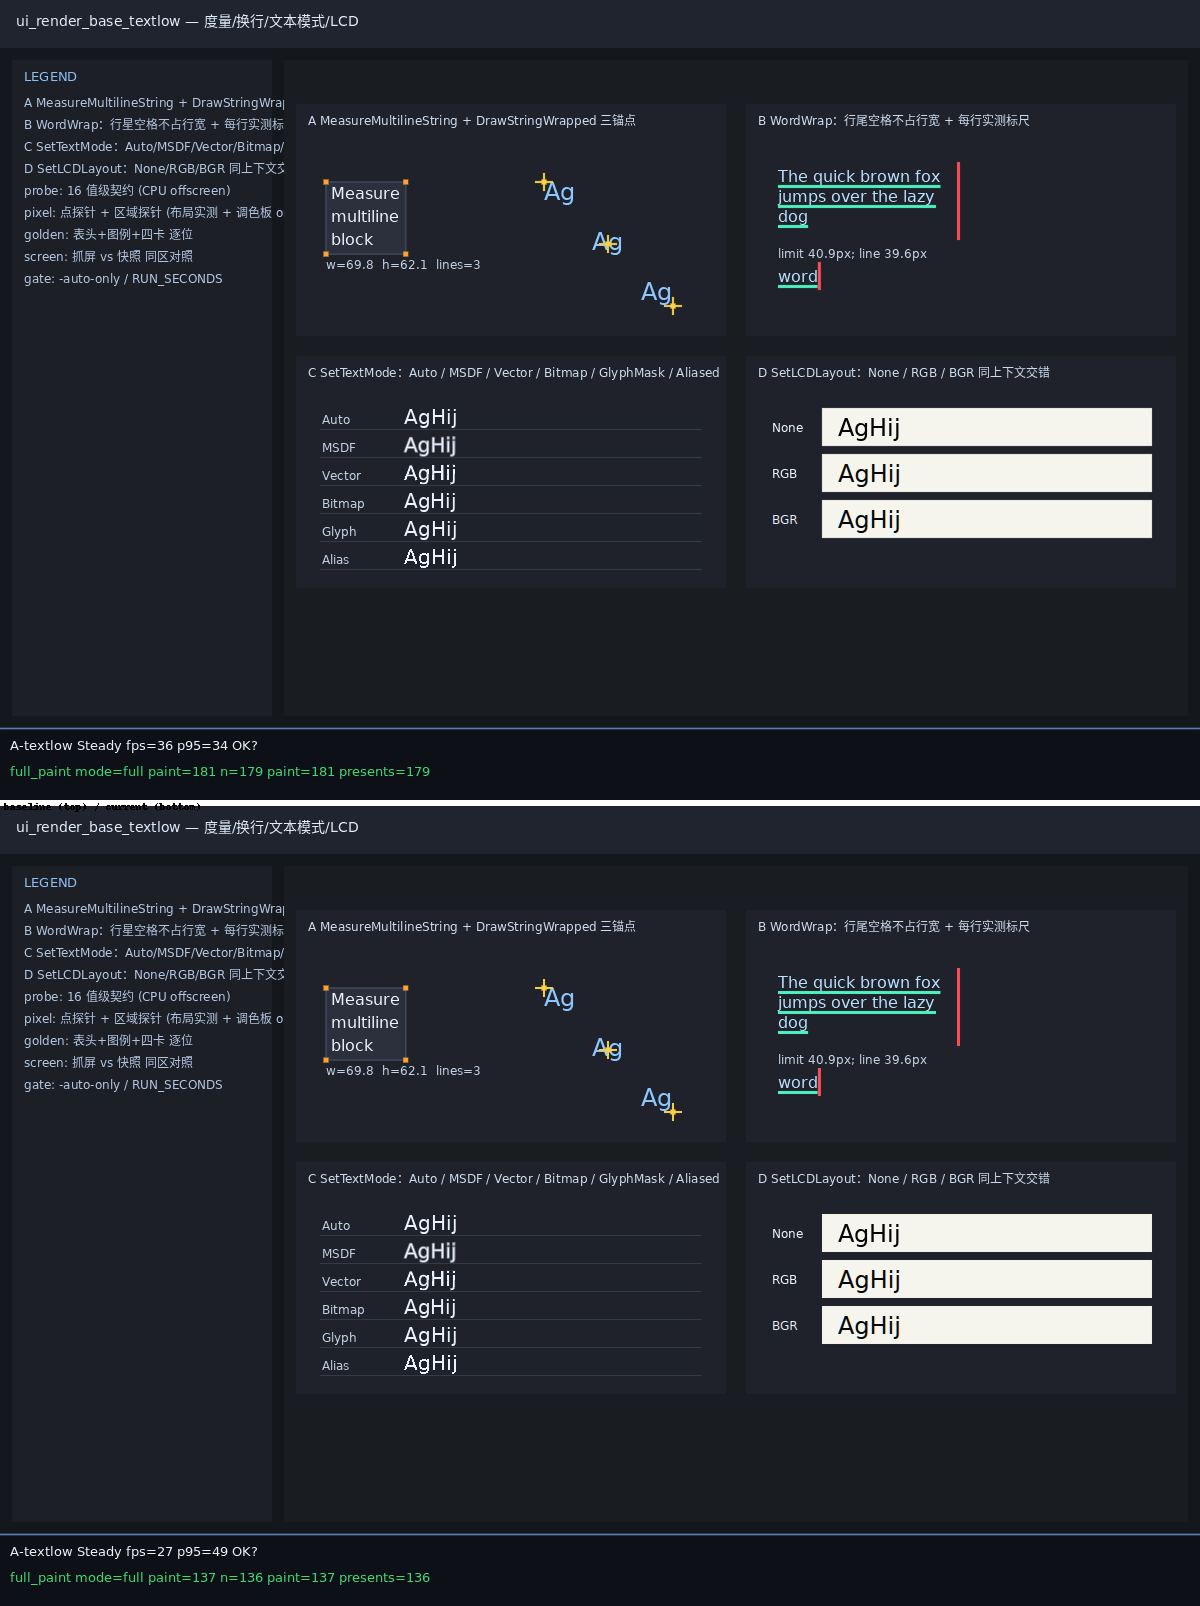 ui_render_base_textlow — 度量/换行/文本模式/LCD
LEGEND
A MeasureMultilineString + DrawStringWrap
B WordWrap：行星空格不占行宽 + 每行实测标
C SetTextMode：Auto/MSDF/Vector/Bitmap/
D SetLCDLayout：None/RGB/BGR 同上下文交
probe: 16 值级契约 (CPU offscreen)
pixel: 点探针 + 区域探针 (布局实测 + 调色板 o
golden: 表头+图例+四卡 逐位
screen: 抓屏 vs 快照 同区对照
gate: -auto-only / RUN_SECONDS
A MeasureMultilineString + DrawStringWrapped 三锚点
Measure
multiline
block
w=69.8 h=62.1 lines=3
Ag
Ag
Ag
B WordWrap：行尾空格不占行宽 + 每行实测标尺
The quick brown fox
jumps over the lazy
dog
limit 40.9px; line 39.6px
word
C SetTextMode：Auto / MSDF / Vector / Bitmap / GlyphMask / Aliased
Auto AgHij
MSDF AgHij
Vector AgHij
Bitmap AgHij
Glyph AgHij
Alias AgHij
D SetLCDLayout：None / RGB / BGR 同上下文交错
None AgHij
RGB AgHij
BGR AgHij
A-textlow Steady fps=36 p95=34 OK?
full_paint mode=full paint=181 n=179 paint=181 presents=179
baseline (top) / current (bottom)
ui_render_base_textlow — 度量/换行/文本模式/LCD
LEGEND
A MeasureMultilineString + DrawStringWrap
B WordWrap：行星空格不占行宽 + 每行实测标
C SetTextMode：Auto/MSDF/Vector/Bitmap/
D SetLCDLayout：None/RGB/BGR 同上下文交
probe: 16 值级契约 (CPU offscreen)
pixel: 点探针 + 区域探针 (布局实测 + 调色板 o
golden: 表头+图例+四卡 逐位
screen: 抓屏 vs 快照 同区对照
gate: -auto-only / RUN_SECONDS
A MeasureMultilineString + DrawStringWrapped 三锚点
Measure
multiline
block
w=69.8 h=62.1 lines=3
Ag
Ag
Ag
B WordWrap：行尾空格不占行宽 + 每行实测标尺
The quick brown fox
jumps over the lazy
dog
limit 40.9px; line 39.6px
word
C SetTextMode：Auto / MSDF / Vector / Bitmap / GlyphMask / Aliased
Auto AgHij
MSDF AgHij
Vector AgHij
Bitmap AgHij
Glyph AgHij
Alias AgHij
D SetLCDLayout：None / RGB / BGR 同上下文交错
None AgHij
RGB AgHij
BGR AgHij
A-textlow Steady fps=27 p95=49 OK?
full_paint mode=full paint=137 n=136 paint=137 presents=136